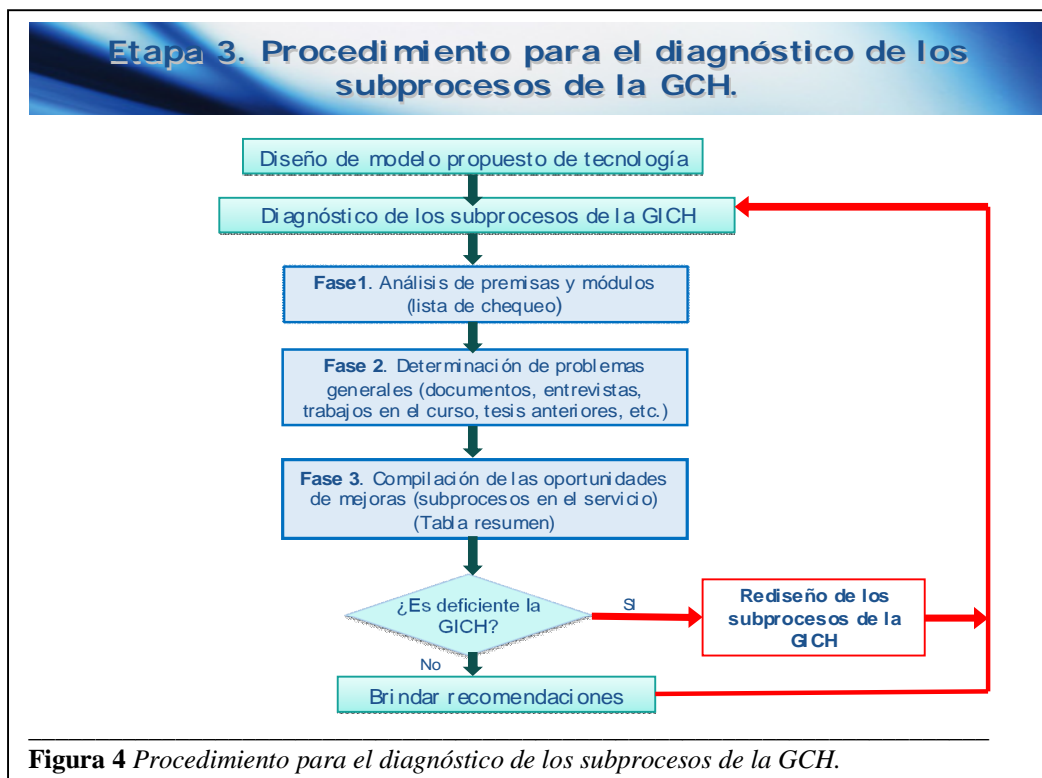 Etapa 3. Procedimiento para el diagnóstico de los
subprocesos de la GCH.
Diseño de modelo propuesto de tecnología
Diagnóstico de los subprocesos de la GICH
Fase1. Análisis de premisas y módulos
(lista de chequeo)
Fase 2. Determinación de problemas
generales (documentos, entrevistas,
trabajos en el curso, tesis anteriores, etc.)
Fase 3. Compilación de las oportunidades
de mejoras (subprocesos en el servicio)
(Tabla resumen)
¿Es deficiente la
GICH?
SI
Rediseño de los
subprocesos de la
GICH
No
Brindar recomendaciones
Figura 4 Procedimiento para el diagnóstico de los subprocesos de la GCH.